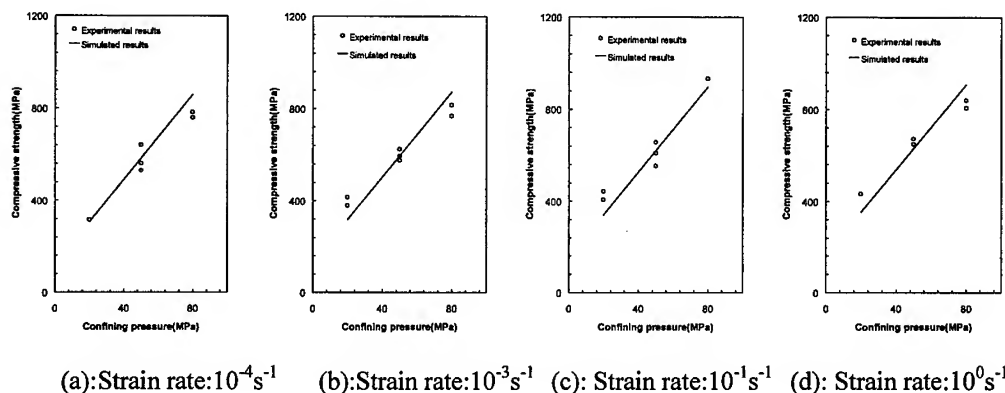 1200
800
400
0
0
40
80
Compressive strength(MPa)
Confining pressure(MPa)
Experimental results
Simulated results
(a):Strain rate:10⁻⁴s⁻¹
1200
800
400
0
0
40
80
Compressive strength(MPa)
Confining pressure(MPa)
Experimental results
Simulated results
(b):Strain rate:10⁻³s⁻¹
1200
800
400
0
0
40
80
Compressive strength(MPa)
Confining pressure(MPa)
Experimental results
Simulated results
(c): Strain rate:10⁻¹s⁻¹
1200
800
400
0
0
40
80
Compressive strength(MPa)
Confining pressure(MPa)
Experimental results
Simulated results
(d): Strain rate:10⁰s⁻¹